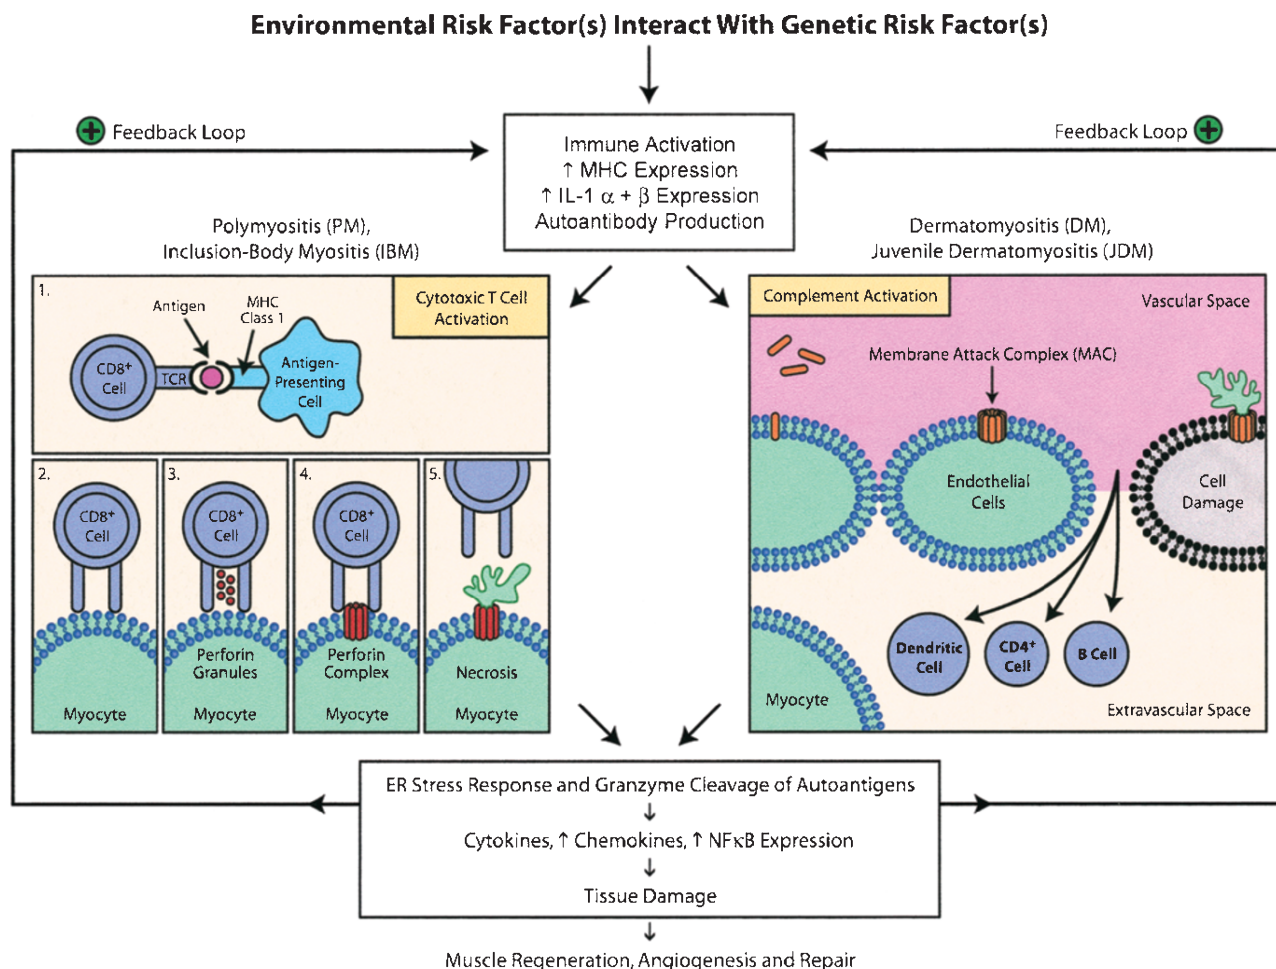 Environmental Risk Factor(s) Interact With Genetic Risk Factor(s)
Feedback Loop
Feedback Loop
Immune Activation
↑ MHC Expression
↑ IL-1 α + β Expression
Autoantibody Production
Polymyositis (PM),
Inclusion-Body Myositis (IBM)
Dermatomyositis (DM),
Juvenile Dermatomyositis (JDM)
1.
Cytotoxic T Cell
Activation
Antigen
MHC
Class 1
CD8+
Cell
TCR
Antigen-
Presenting
Cell
2.
CD8+
Cell
Myocyte
3.
CD8+
Cell
Perforin
Granules
Myocyte
4.
CD8+
Cell
Perforin
Complex
Myocyte
5.
Necrosis
Myocyte
Complement Activation
Vascular Space
Membrane Attack Complex (MAC)
Endothelial
Cells
Cell
Damage
Dendritic
Cell
CD4+
Cell
B Cell
Myocyte
Extravascular Space
ER Stress Response and Granzyme Cleavage of Autoantigens
↓
Cytokines, ↑ Chemokines, ↑ NFκB Expression
↓
Tissue Damage
↓
Muscle Regeneration, Angiogenesis and Repair